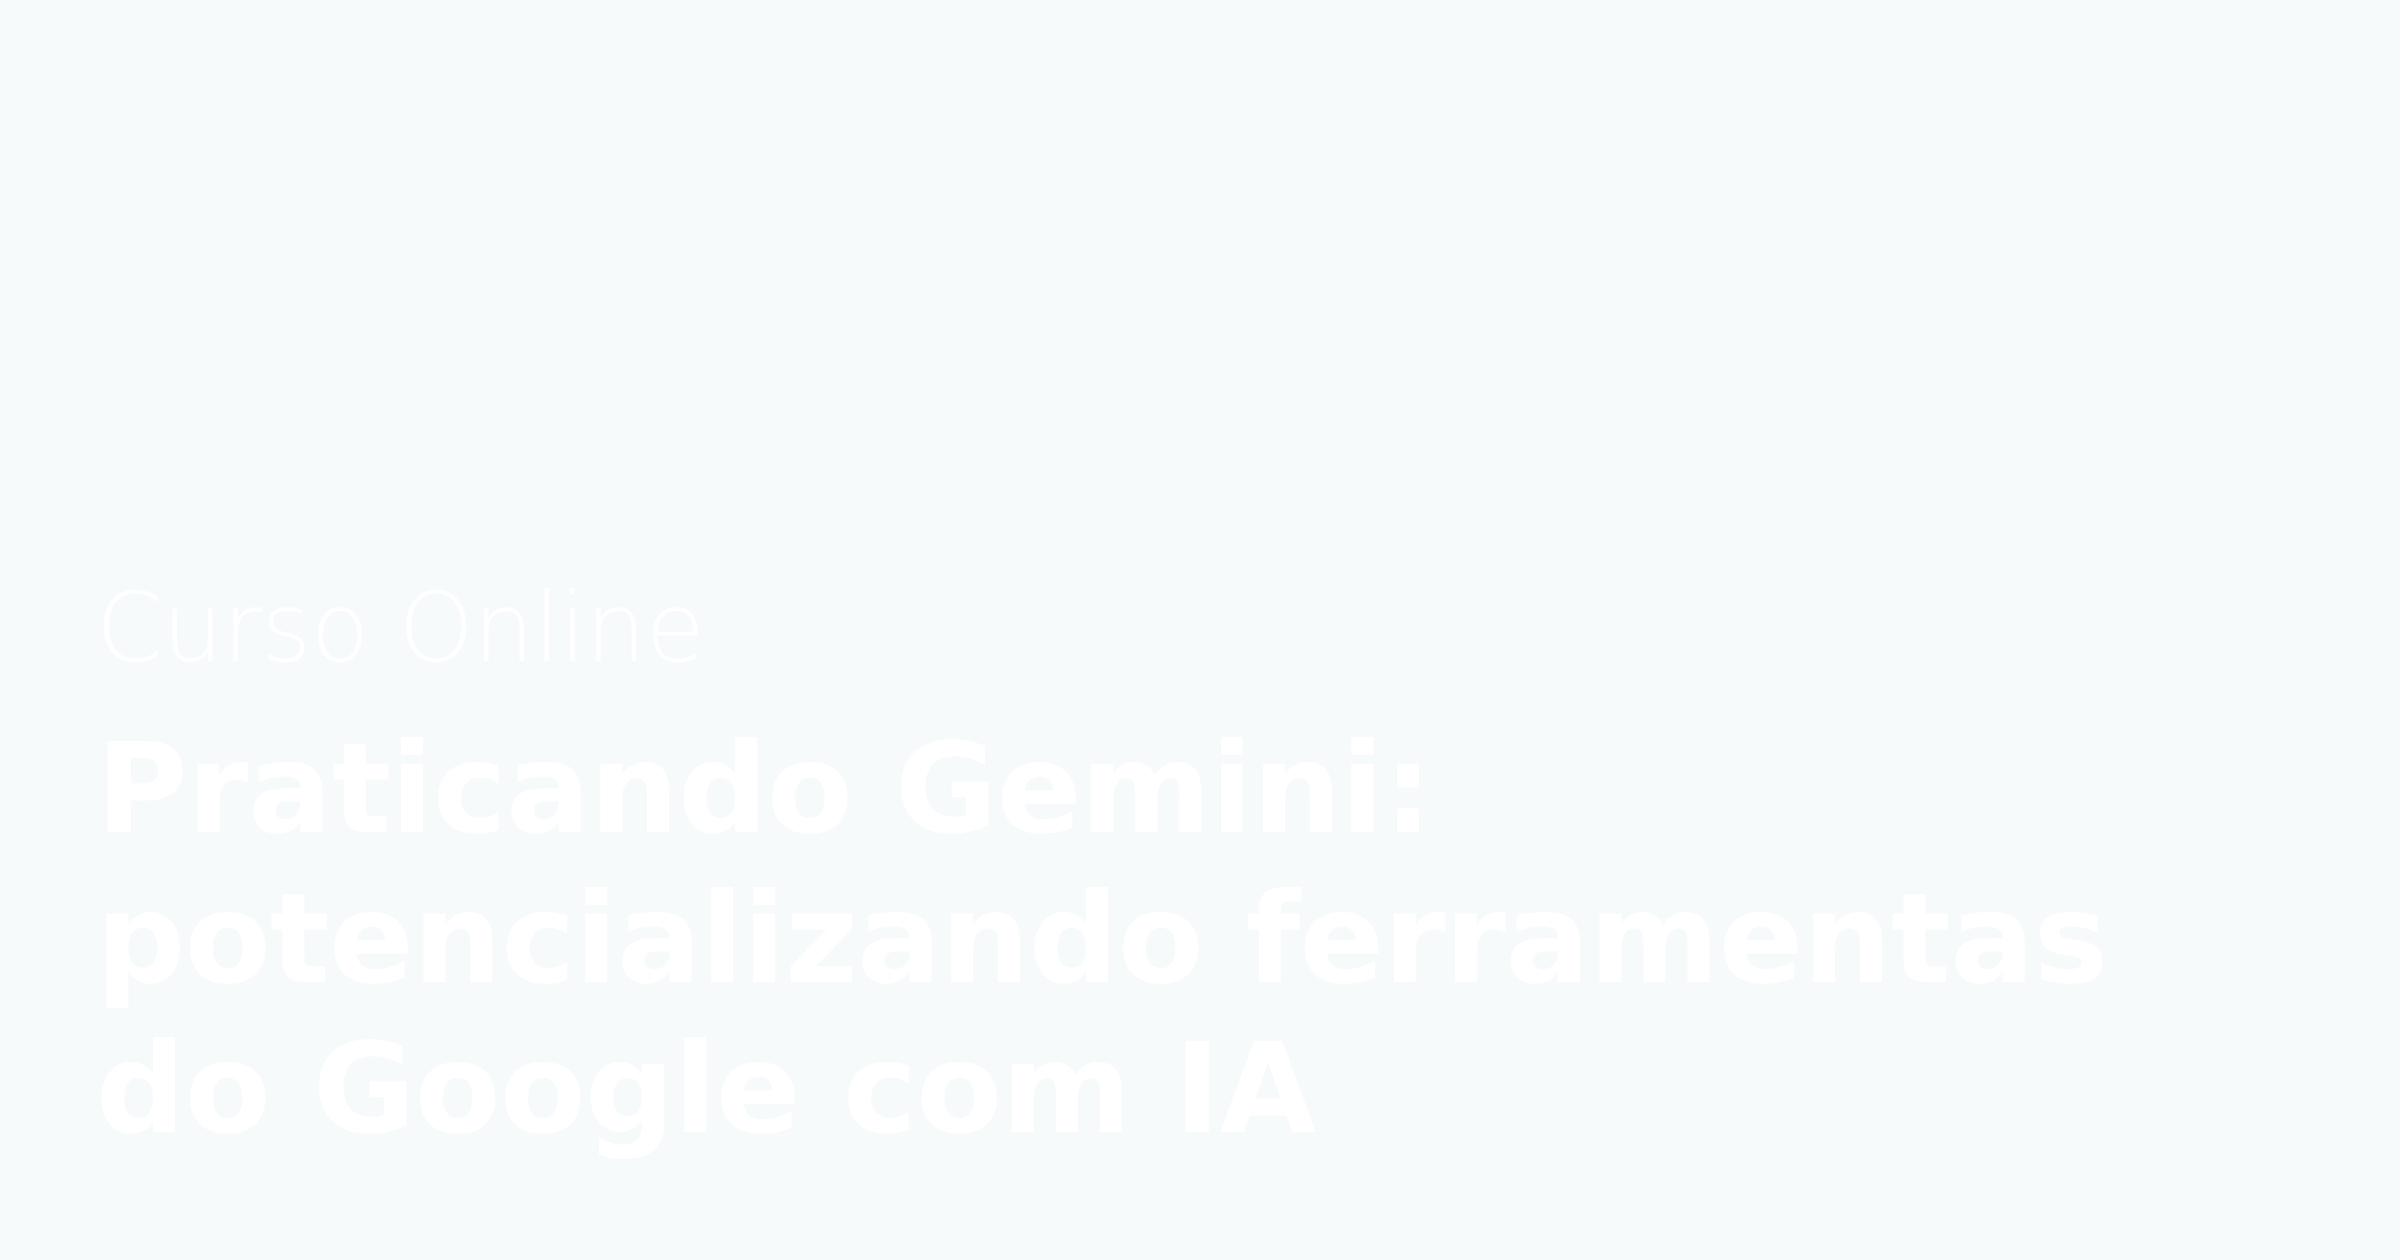 Curso Online
Praticando Gemini:
potencializando ferramentas
do Google com IA